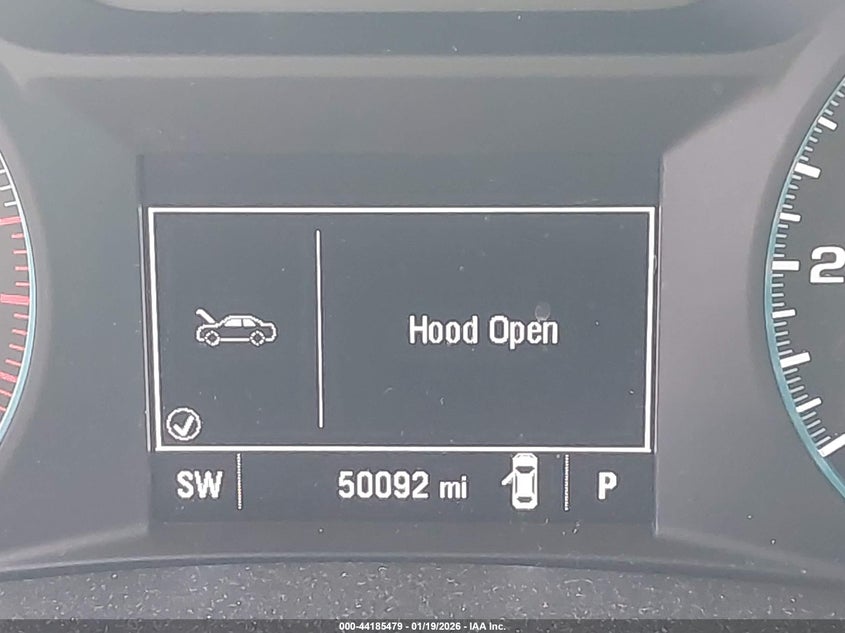 2
Hood Open
SW 50092 mi P
000-44185479 - 01/19/2026 - IAA Inc.